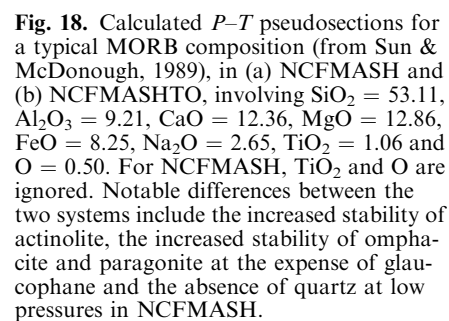 Fig. 18. Calculated P–T pseudosections for
a typical MORB composition (from Sun &
McDonough, 1989), in (a) NCFMASH and
(b) NCFMASHTO, involving SiO₂ = 53.11,
Al₂O₃ = 9.21, CaO = 12.36, MgO = 12.86,
FeO = 8.25, Na₂O = 2.65, TiO₂ = 1.06 and
O = 0.50. For NCFMASH, TiO₂ and O are
ignored. Notable differences between the
two systems include the increased stability of
actinolite, the increased stability of ompha-
cite and paragonite at the expense of glau-
cophane and the absence of quartz at low
pressures in NCFMASH.